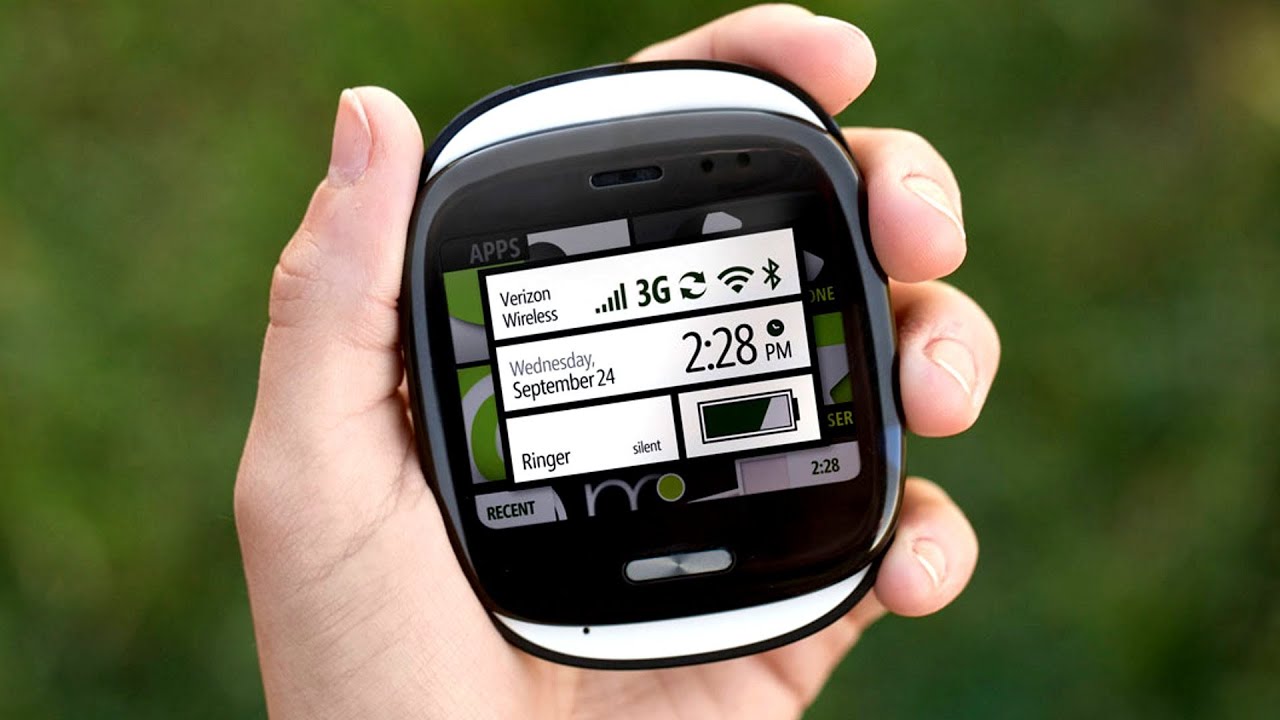 APPS
Verizon
Wireless
3G
Wednesday,
September 24
2:28
PM
Ringer
silent
ONE
SER
RECENT
m
2:28